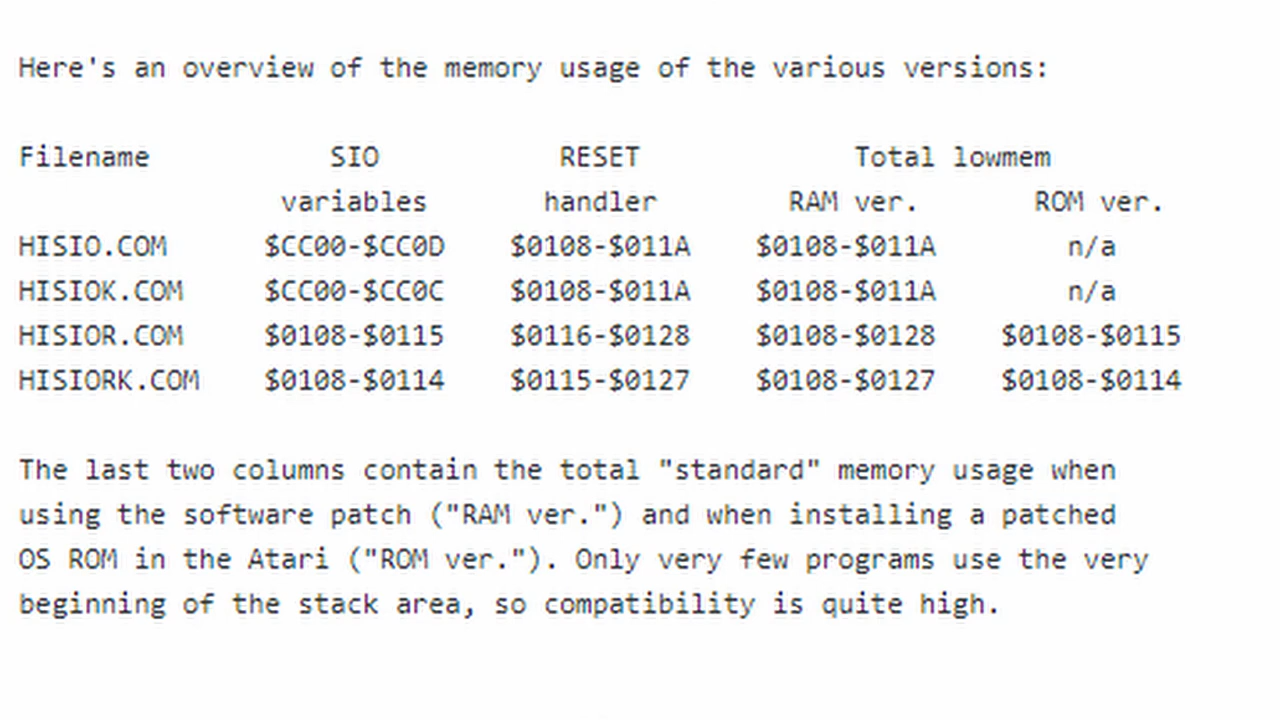 Here's an overview of the memory usage of the various versions:
Filename SIO RESET Total lowmem
variables handler RAM ver. ROM ver.
HISIO.COM $CC00-$CC0D $0108-$011A $0108-$011A n/a
HISIOK.COM $CC00-$CC0C $0108-$011A $0108-$011A n/a
HISIOR.COM $0108-$0115 $0116-$0128 $0108-$0128 $0108-$0115
HISIORK.COM $0108-$0114 $0115-$0127 $0108-$0127 $0108-$0114
The last two columns contain the total "standard" memory usage when
using the software patch ("RAM ver.") and when installing a patched
OS ROM in the Atari ("ROM ver."). Only very few programs use the very
beginning of the stack area, so compatibility is quite high.